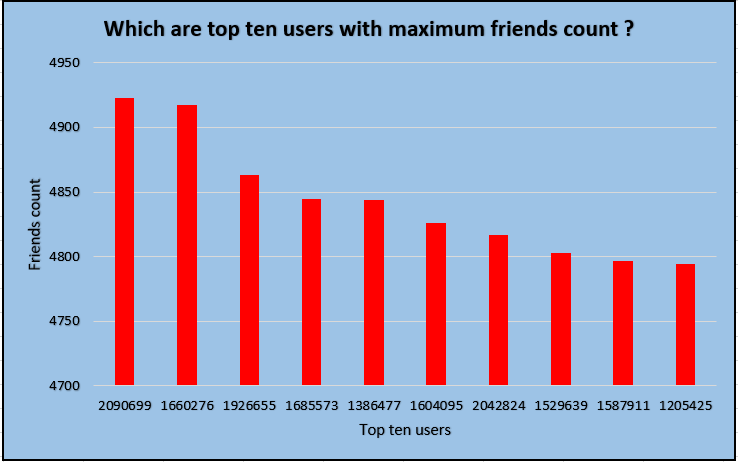 Which are top ten users with maximum friends count ?
4950
4900
4850
4800
4750
4700
Friends count
2090699 1660276 1926655 1685573 1386477 1604095 2042824 1529639 1587911 1205425
Top ten users